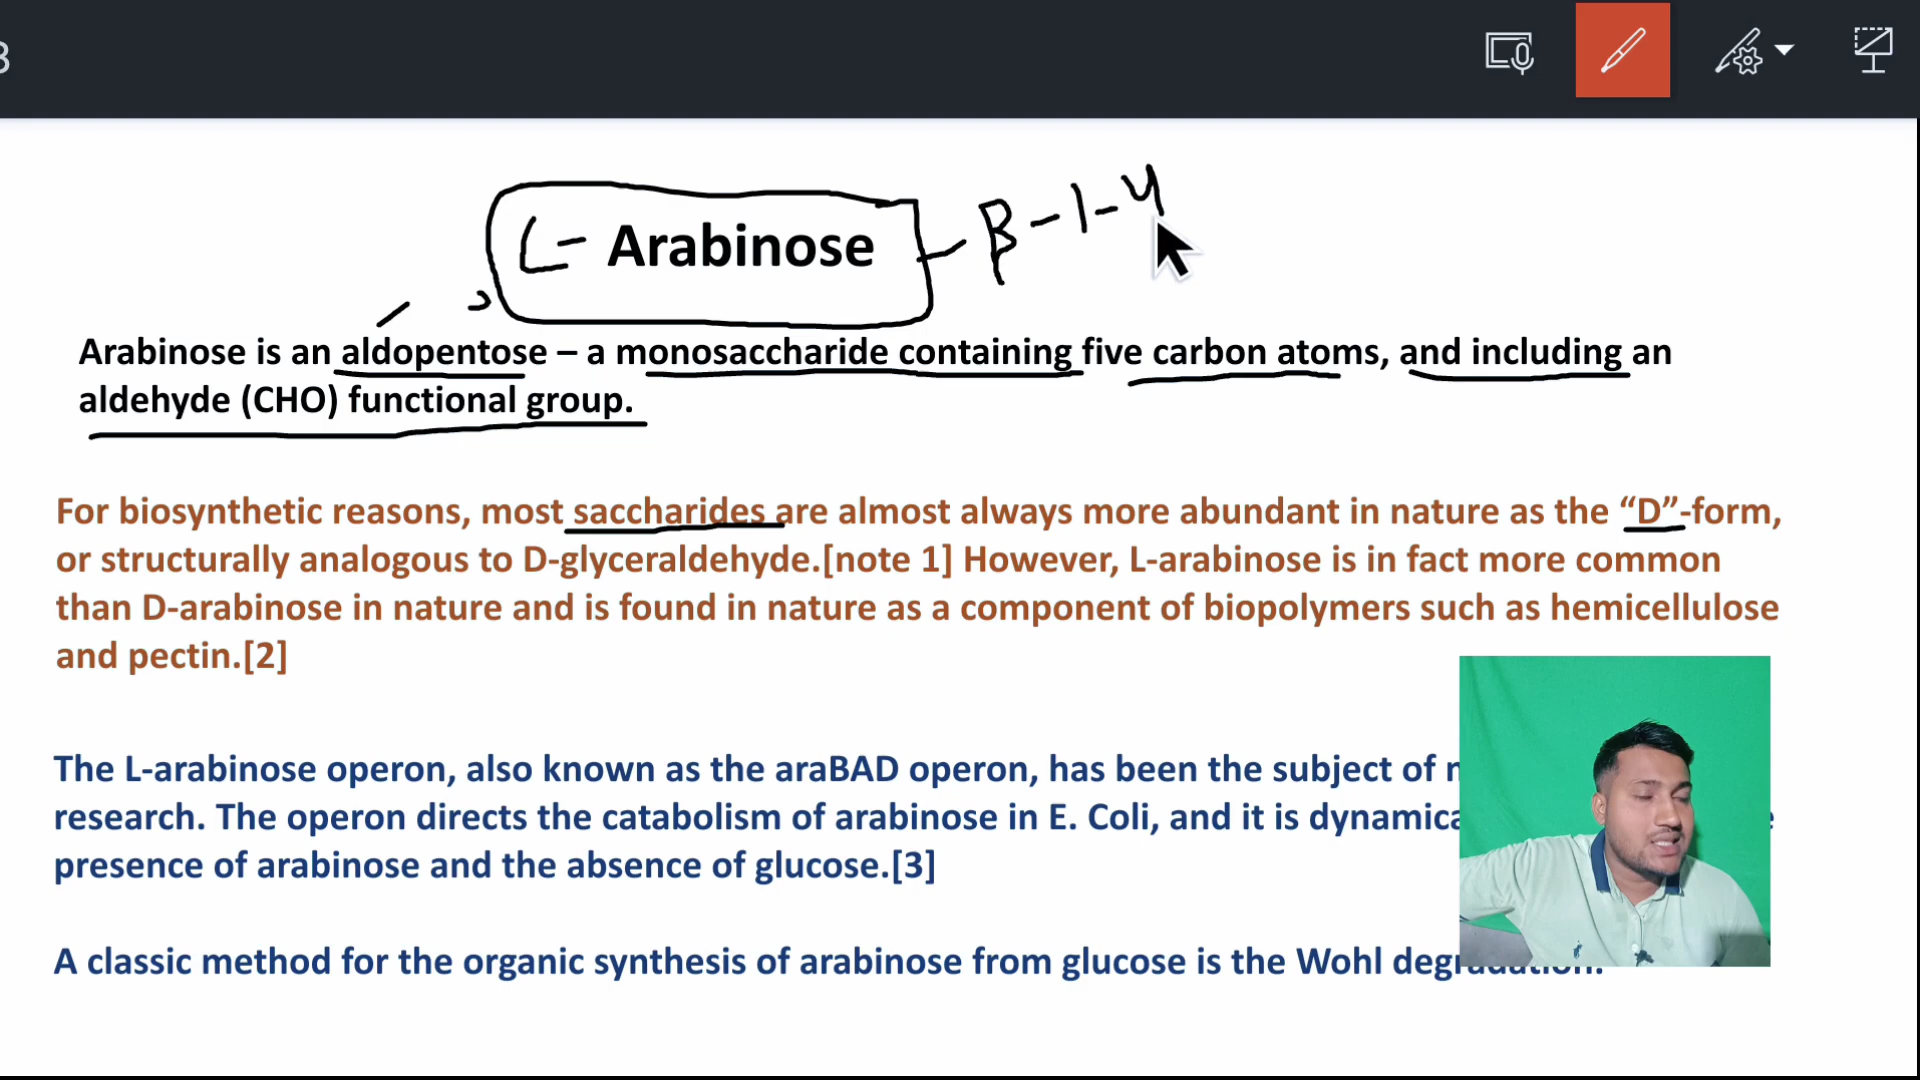 3
L- Arabinose - β-1-4
Arabinose is an aldopentose – a monosaccharide containing five carbon atoms, and including an
aldehyde (CHO) functional group.
For biosynthetic reasons, most saccharides are almost always more abundant in nature as the “D”-form,
or structurally analogous to D-glyceraldehyde.[note 1] However, L-arabinose is in fact more common
than D-arabinose in nature and is found in nature as a component of biopolymers such as hemicellulose
and pectin.[2]
The L-arabinose operon, also known as the araBAD operon, has been the subject of
research. The operon directs the catabolism of arabinose in E. Coli, and it is
presence of arabinose and the absence of glucose.[3]
A classic method for the organic synthesis of arabinose from glucose is the Wohl degradation.